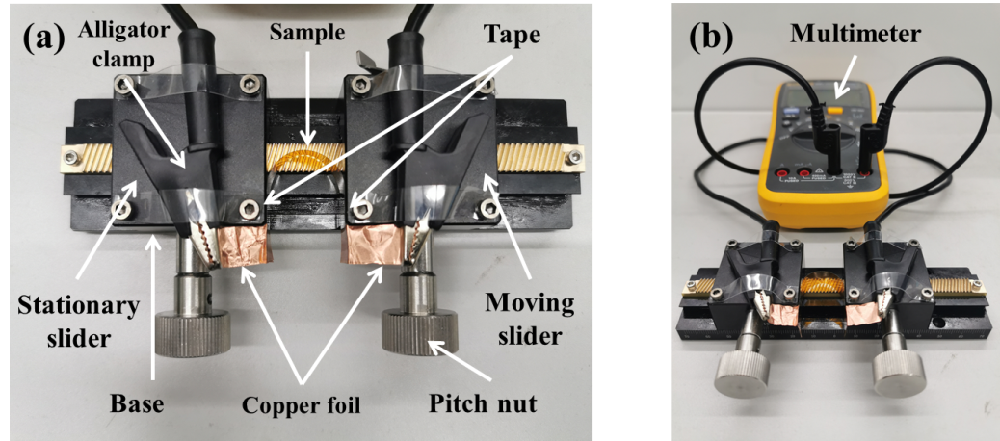 (a)
Alligator
clamp
Sample
Tape
Stationary
slider
Moving
slider
Base
Copper foil
Pitch nut
(b)
Multimeter